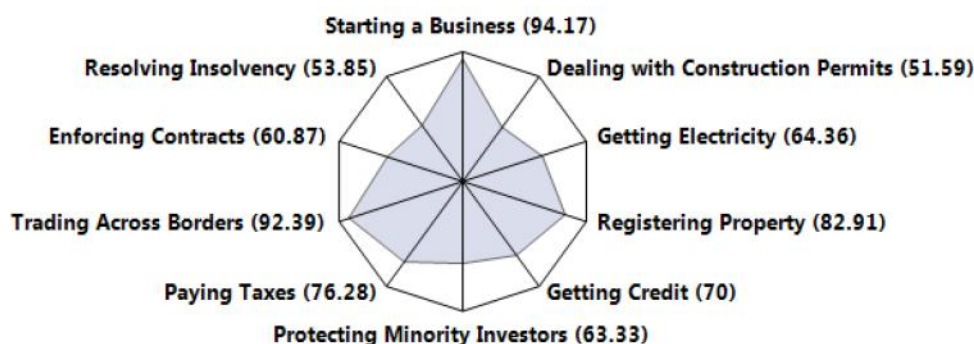 Starting a Business (94.17)
Resolving Insolvency (53.85)
Dealing with Construction Permits (51.59)
Enforcing Contracts (60.87)
Getting Electricity (64.36)
Trading Across Borders (92.39)
Registering Property (82.91)
Paying Taxes (76.28)
Getting Credit (70)
Protecting Minority Investors (63.33)